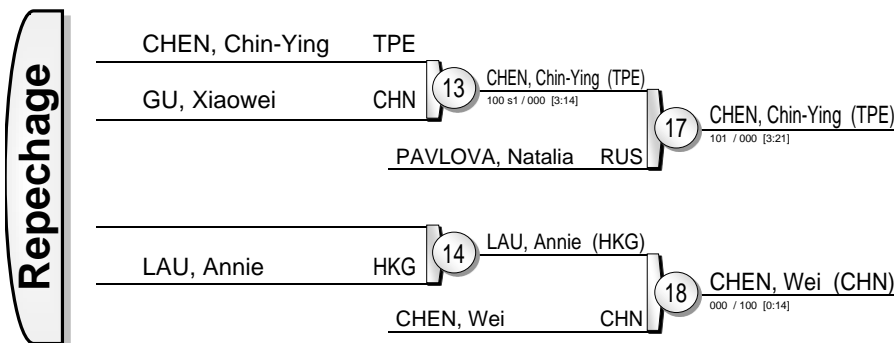 Repechage
CHEN, Chin-Ying TPE
GU, Xiaowei CHN
13
CHEN, Chin-Ying (TPE)
100 s1 / 000 [3:14]
PAVLOVA, Natalia RUS
17
CHEN, Chin-Ying (TPE)
101 / 000 [3:21]
LAU, Annie HKG
14
LAU, Annie (HKG)
CHEN, Wei CHN
18
CHEN, Wei (CHN)
000 / 100 [0:14]